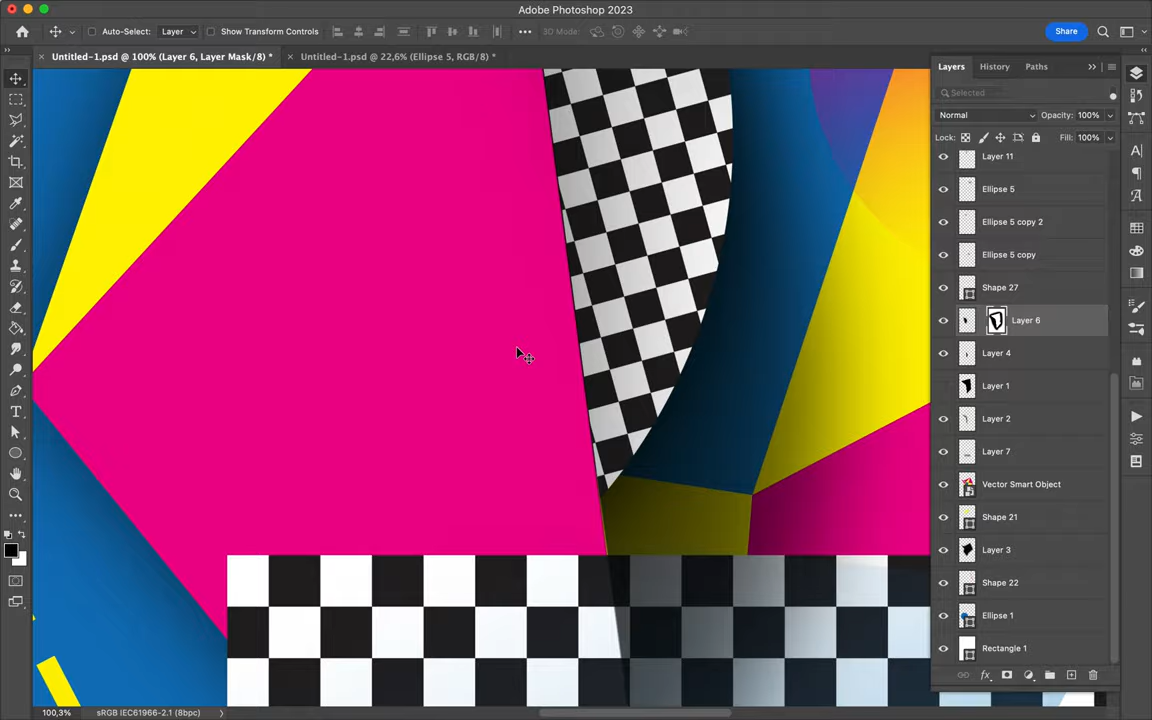 Adobe Photoshop 2023
Auto-Select:
Layer
Show Transform Controls
3D Mode:
Share
Untitled-1.psd @ 100% (Layer 6, Layer Mask/8) *
Untitled-1.psd @ 22,6% (Ellipse 5, RGB/8) *
Layers
History
Paths
Selected
Normal
Opacity: 100%
Lock:
Fill: 100%
Layer 11
Ellipse 5
Ellipse 5 copy 2
Ellipse 5 copy
Shape 27
Layer 6
Layer 4
Layer 1
Layer 2
Layer 7
Vector Smart Object
Shape 21
Layer 3
Shape 22
Ellipse 1
Rectangle 1
100,3%
sRGB IEC61966-2.1 (8bpc)